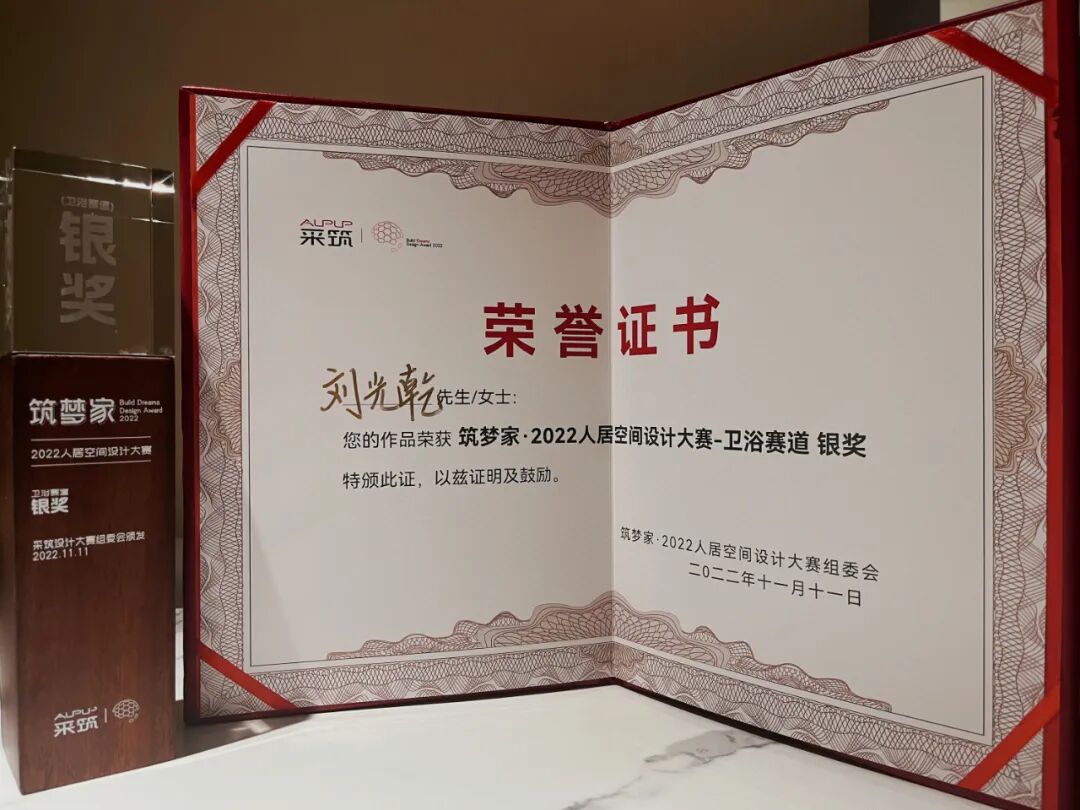 (卫浴赛道)
银
奖
筑梦家 Build Dreams
Design Award
2022
2022人居空间设计大赛
卫浴赛道
银奖
采筑设计大赛组委会颁发
2022.11.11
AUPUP
采筑
AUPUP
采筑
Build Dreams
Design Award 2022
荣誉证书
刘光乾 先生/女士：
您的作品荣获 筑梦家·2022人居空间设计大赛-卫浴赛道 银奖
特颁此证，以兹证明及鼓励。
筑梦家·2022人居空间设计大赛组委会
二〇二二年十一月十一日